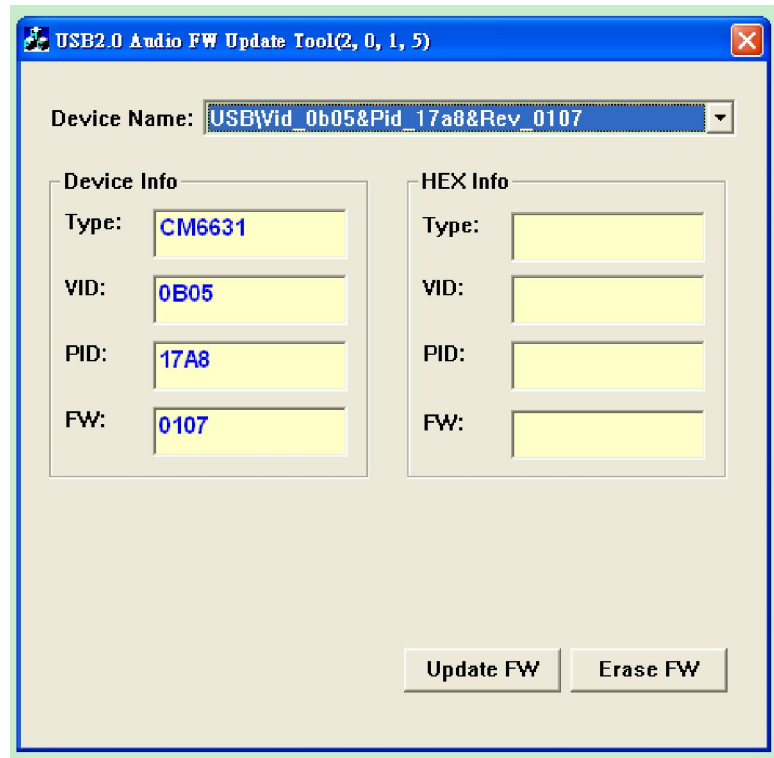 USB2.0 Audio FW Update Tool(2, 0, 1, 5)
Device Name: USB\Vid_0b05&Pid_17a8&Rev_0107
Device Info
Type: CM6631
VID: 0B05
PID: 17A8
FW: 0107
HEX Info
Type:
VID:
PID:
FW:
Update FW
Erase FW